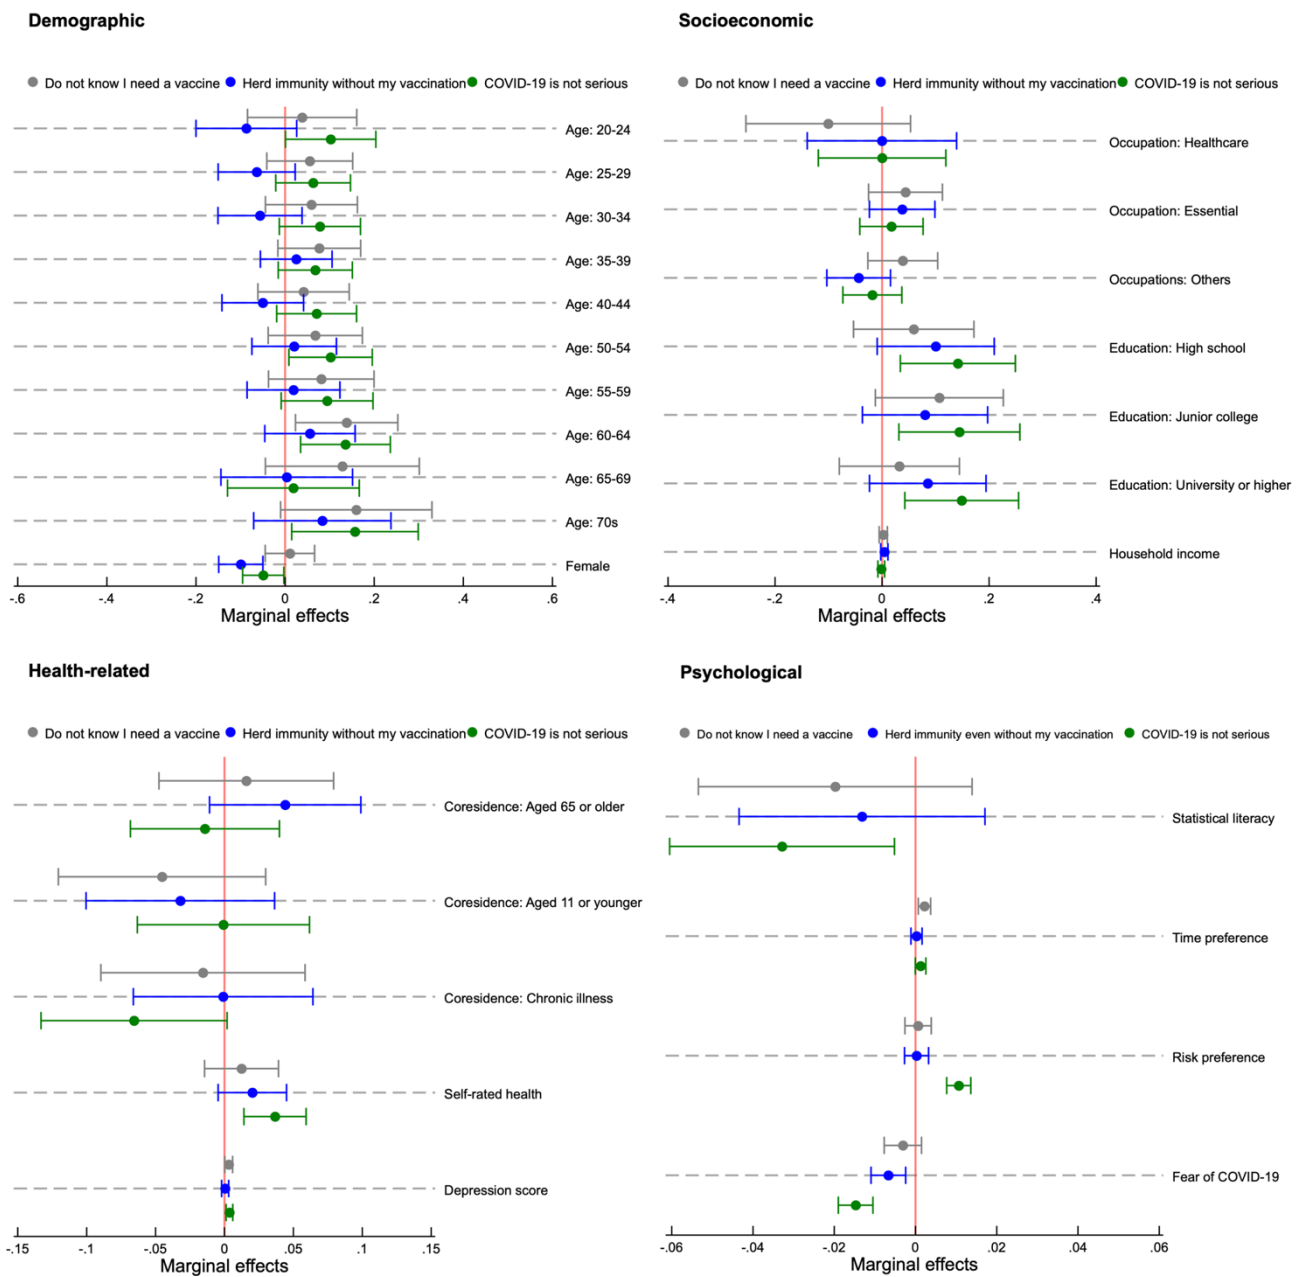 Demographic
Do not know I need a vaccine Herd immunity without my vaccination COVID-19 is not serious
Age: 20-24
Age: 25-29
Age: 30-34
Age: 35-39
Age: 40-44
Age: 50-54
Age: 55-59
Age: 60-64
Age: 65-69
Age: 70s
Female
-.6 -.4 -.2 0 .2 .4 .6
Marginal effects
Socioeconomic
Do not know I need a vaccine Herd immunity without my vaccination COVID-19 is not serious
Occupation: Healthcare
Occupation: Essential
Occupations: Others
Education: High school
Education: Junior college
Education: University or higher
Household income
-.4 -.2 0 .2 .4
Marginal effects
Health-related
Do not know I need a vaccine Herd immunity without my vaccination COVID-19 is not serious
Coresidence: Aged 65 or older
Coresidence: Aged 11 or younger
Coresidence: Chronic illness
Self-rated health
Depression score
-.15 -.1 -.05 0 .05 .1 .15
Marginal effects
Psychological
Do not know I need a vaccine Herd immunity even without my vaccination COVID-19 is not serious
Statistical literacy
Time preference
Risk preference
Fear of COVID-19
-.06 -.04 -.02 0 .02 .04 .06
Marginal effects